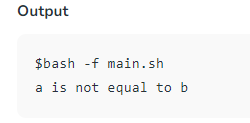 Output
$bash -f main.sh
a is not equal to b